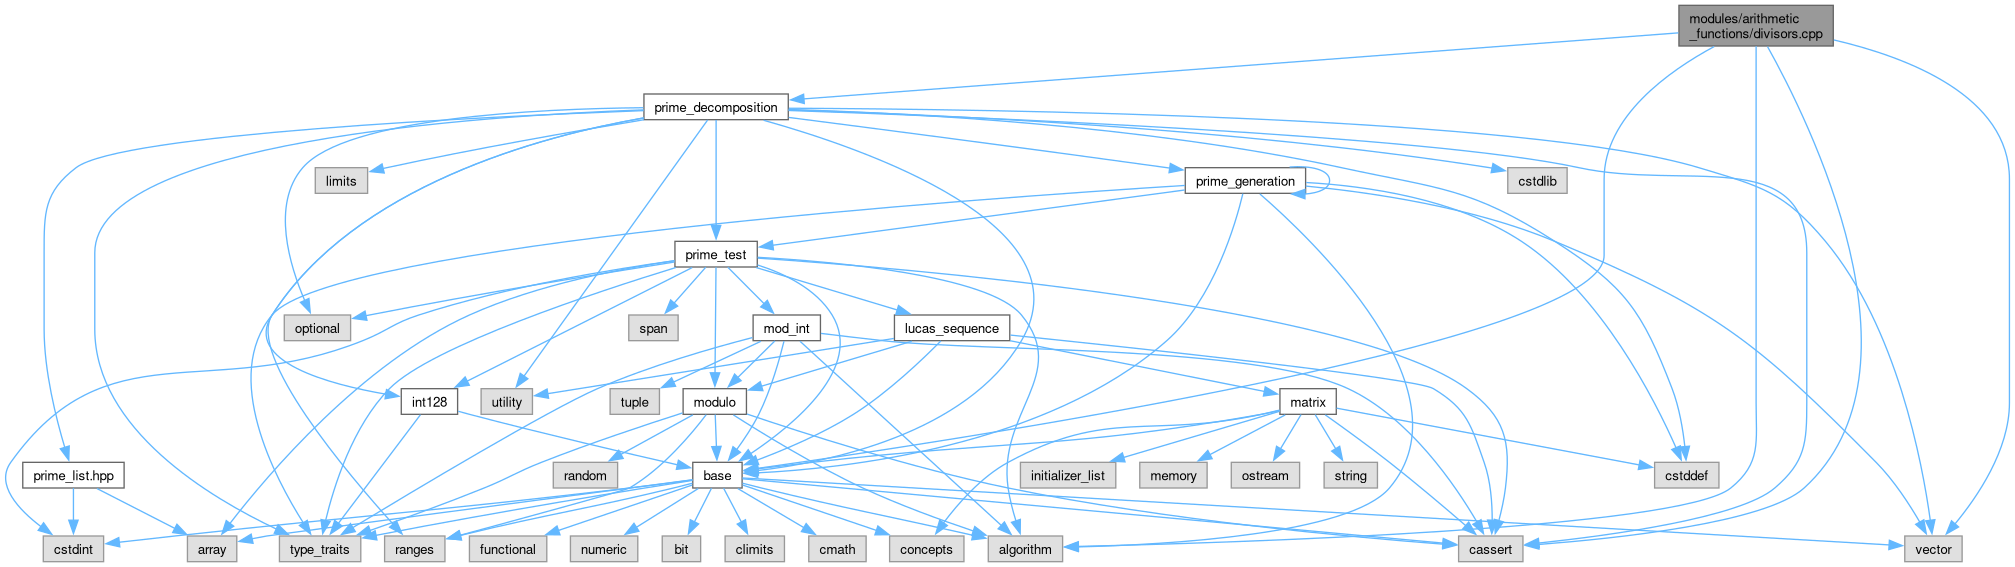 modules/arithmetic
_functions/divisors.cpp
prime_decomposition
limits
prime_generation
cstdlib
prime_test
optional
span
mod_int
lucas_sequence
int128
utility
tuple
modulo
matrix
prime_list.hpp
random
base
initializer_list
memory
ostream
string
cstddef
cstdint
array
type_traits
ranges
functional
numeric
bit
climits
cmath
concepts
algorithm
cassert
vector